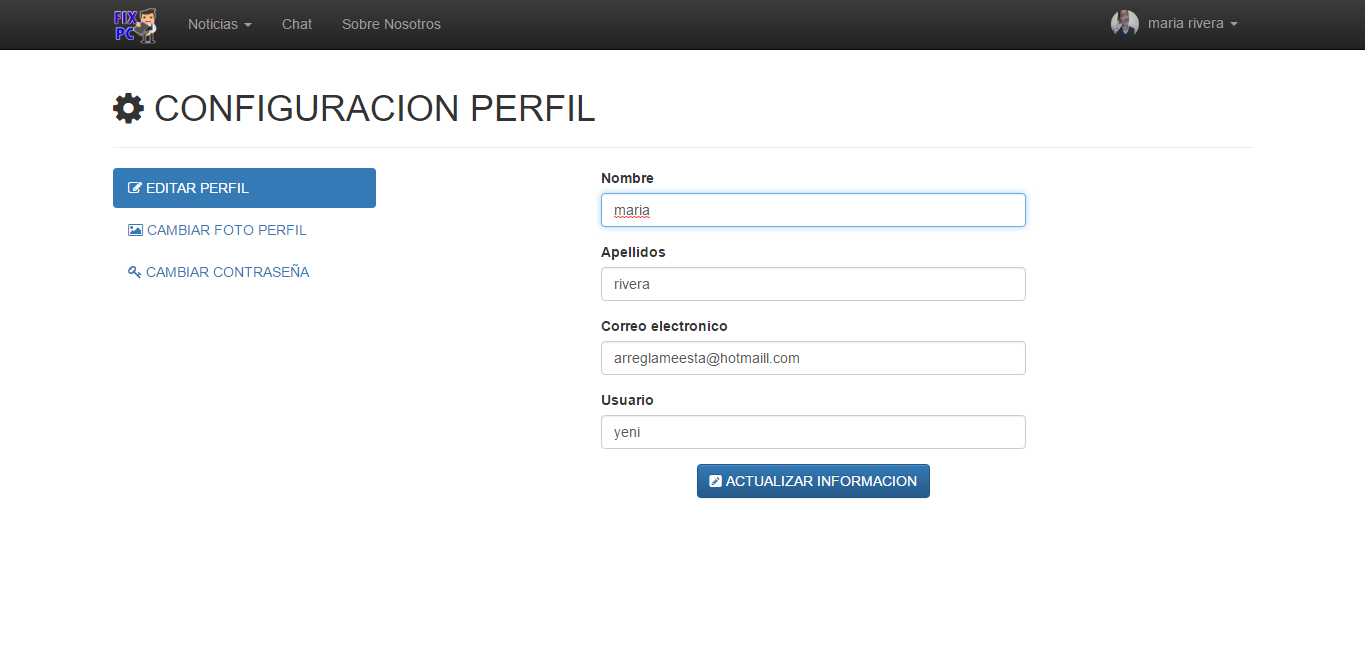 FIX
PC
Noticias
Chat
Sobre Nosotros
maria rivera
CONFIGURACION PERFIL
EDITAR PERFIL
CAMBIAR FOTO PERFIL
CAMBIAR CONTRASEÑA
Nombre
maria
Apellidos
rivera
Correo electronico
arreglameesta@hotmaill.com
Usuario
yeni
ACTUALIZAR INFORMACION